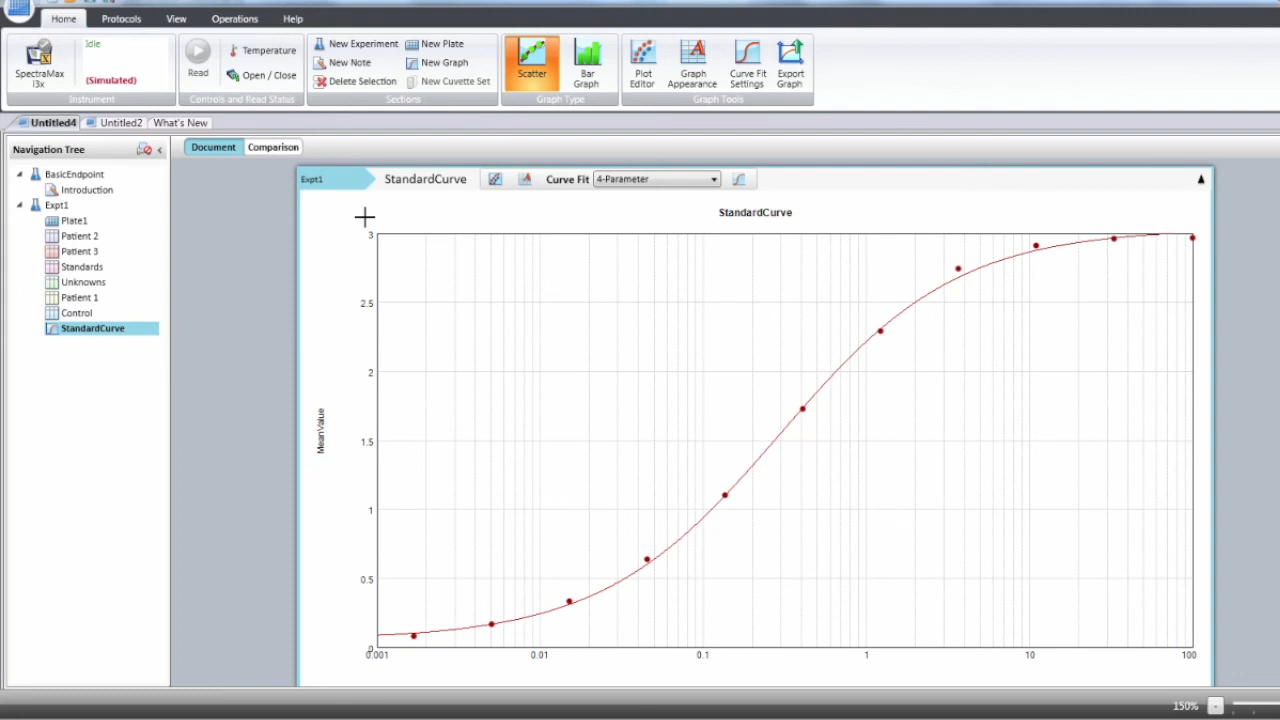 Home Protocols View Operations Help
SpectraMax
i3x
Idle
(Simulated)
Instrument
Read
Temperature
Open / Close
Controls and Read Status
New Experiment New Plate
New Note New Graph
Delete Selection New Cuvette Set
Sections
Scatter
Bar
Graph
Graph Type
Plot
Editor
Graph
Appearance
Curve Fit
Settings
Export
Graph
Graph Tools
Untitled4 Untitled2 What's New
Navigation Tree
Document Comparison
BasicEndpoint
Introduction
Expt1
Plate1
Patient 2
Patient 3
Standards
Unknowns
Patient 1
Control
StandardCurve
Expt1 StandardCurve Curve Fit 4-Parameter
StandardCurve
MeanValue
3
2.5
2
1.5
1
0.5
0
0.001 0.01 0.1 1 10 100
150%